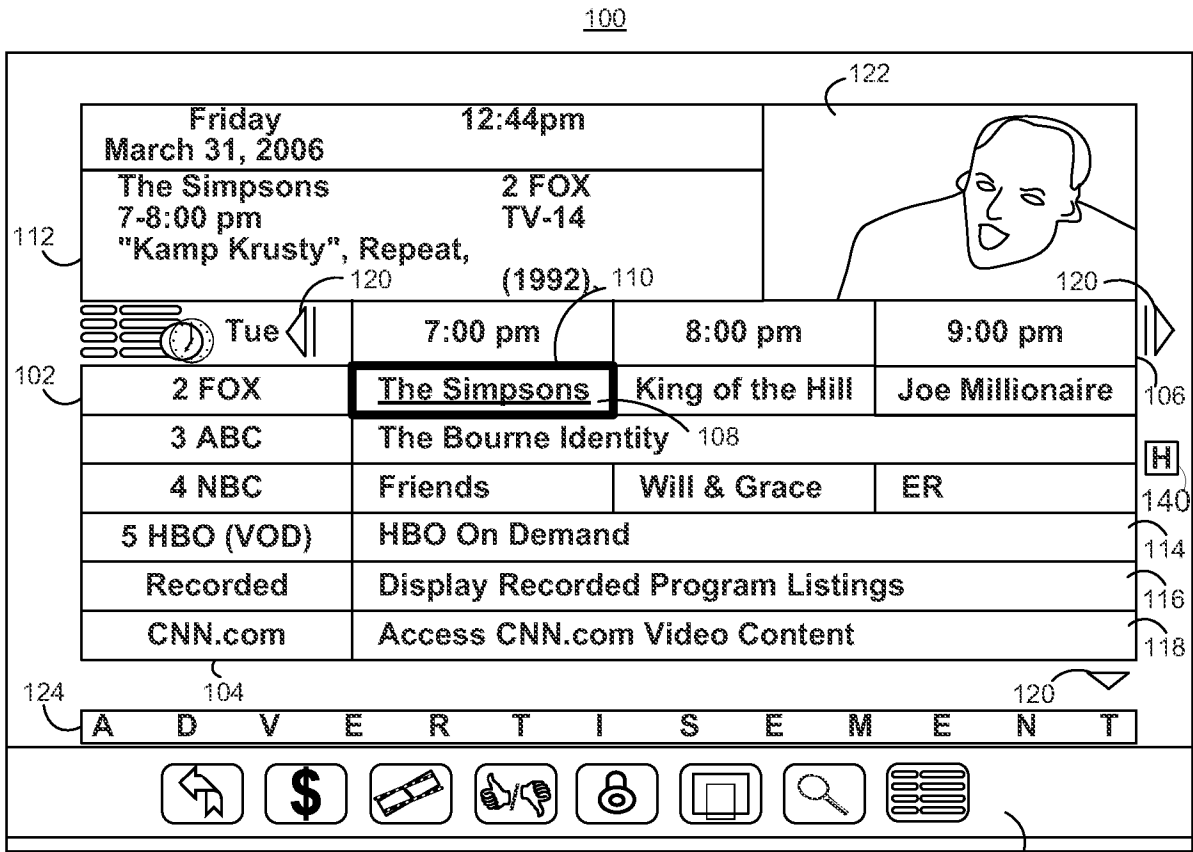 100
122
Friday 12:44pm
March 31, 2006
The Simpsons 2 FOX
7-8:00 pm TV-14
112
"Kamp Krusty", Repeat,
(1992).
120 110 120
Tue 7:00 pm 8:00 pm 9:00 pm
102
2 FOX The Simpsons King of the Hill Joe Millionaire
106
3 ABC The Bourne Identity 108
H
4 NBC Friends Will & Grace ER
140
5 HBO (VOD) HBO On Demand
114
Recorded Display Recorded Program Listings
116
CNN.com Access CNN.com Video Content
118
124 104 120
A D V E R T I S E M E N T
$